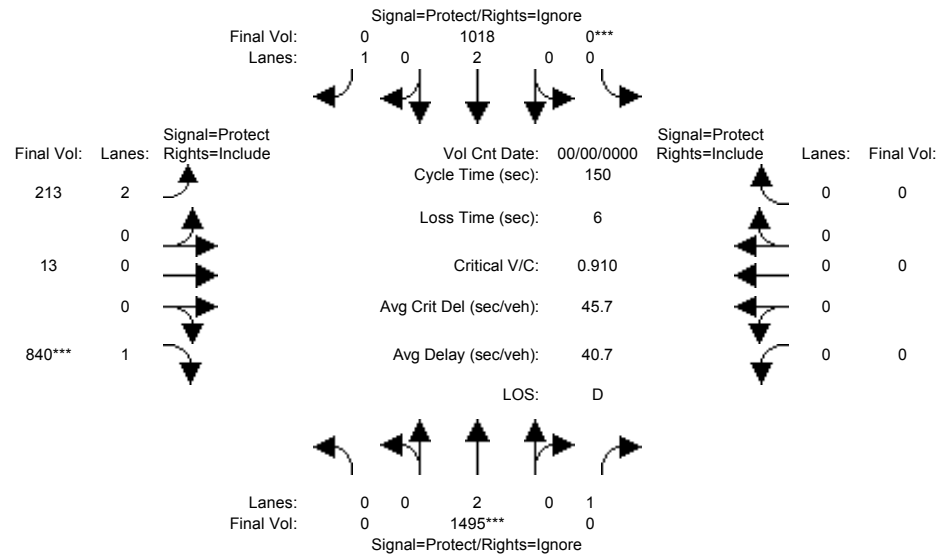 Signal=Protect/Rights=Ignore
Final Vol: 0 1018 0***
Lanes: 1 0 2 0 0
Signal=Protect Signal=Protect
Final Vol: Lanes: Rights=Include Vol Cnt Date: 00/00/0000 Rights=Include Lanes: Final Vol:
Cycle Time (sec): 150
213 2 0 0
Loss Time (sec): 6
0 0
13 0 Critical V/C: 0.910 0 0
0 Avg Crit Del (sec/veh): 45.7 0
840*** 1 Avg Delay (sec/veh): 40.7 0 0
LOS: D
Lanes: 0 0 2 0 1
Final Vol: 0 1495*** 0
Signal=Protect/Rights=Ignore